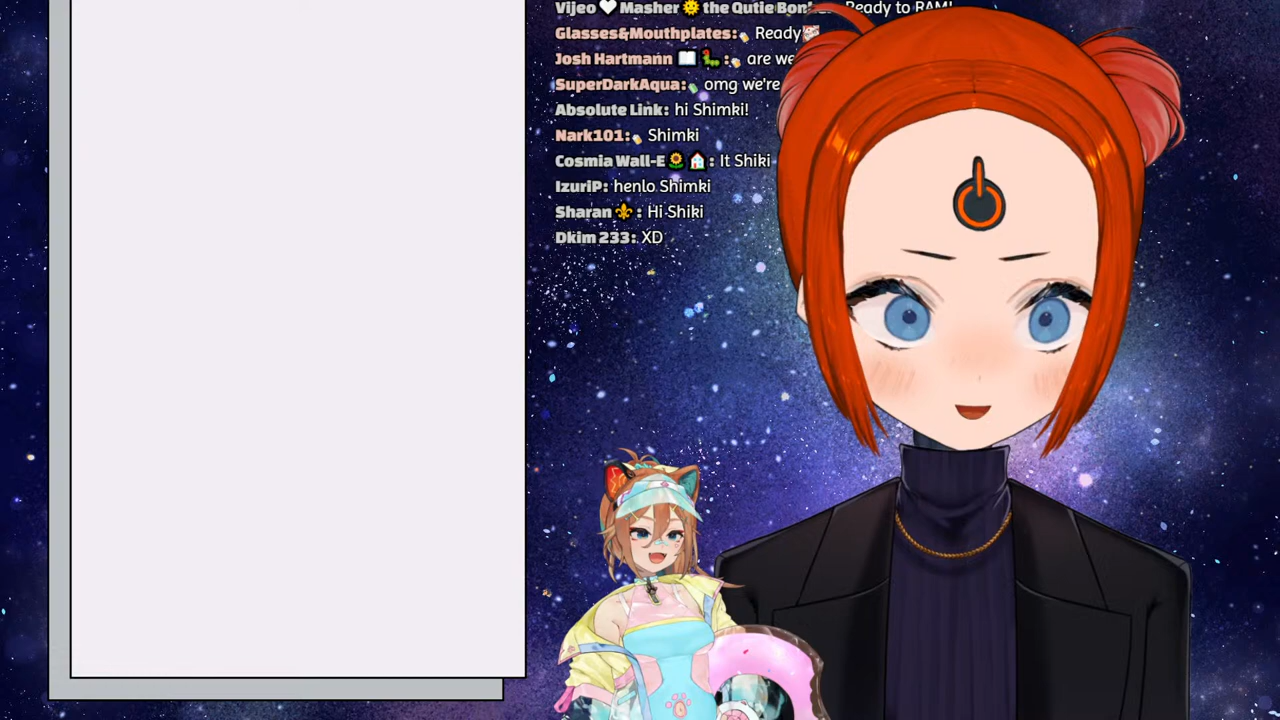 Vijeo 🤍 Masher 🌞 the Qutie Bon Ready to RAM!
Glasses&Mouthplates: Ready
Josh Hartmann 📖 🐛 : are we
SuperDarkAqua: omg we're
Absolute Link: hi Shimki!
Nark101: Shimki
Cosmia Wall-E 🌻 🏠 : It Shiki
IzuriP: henlo Shimki
Sharan ⚜️ : Hi Shiki
Dkim 233: XD